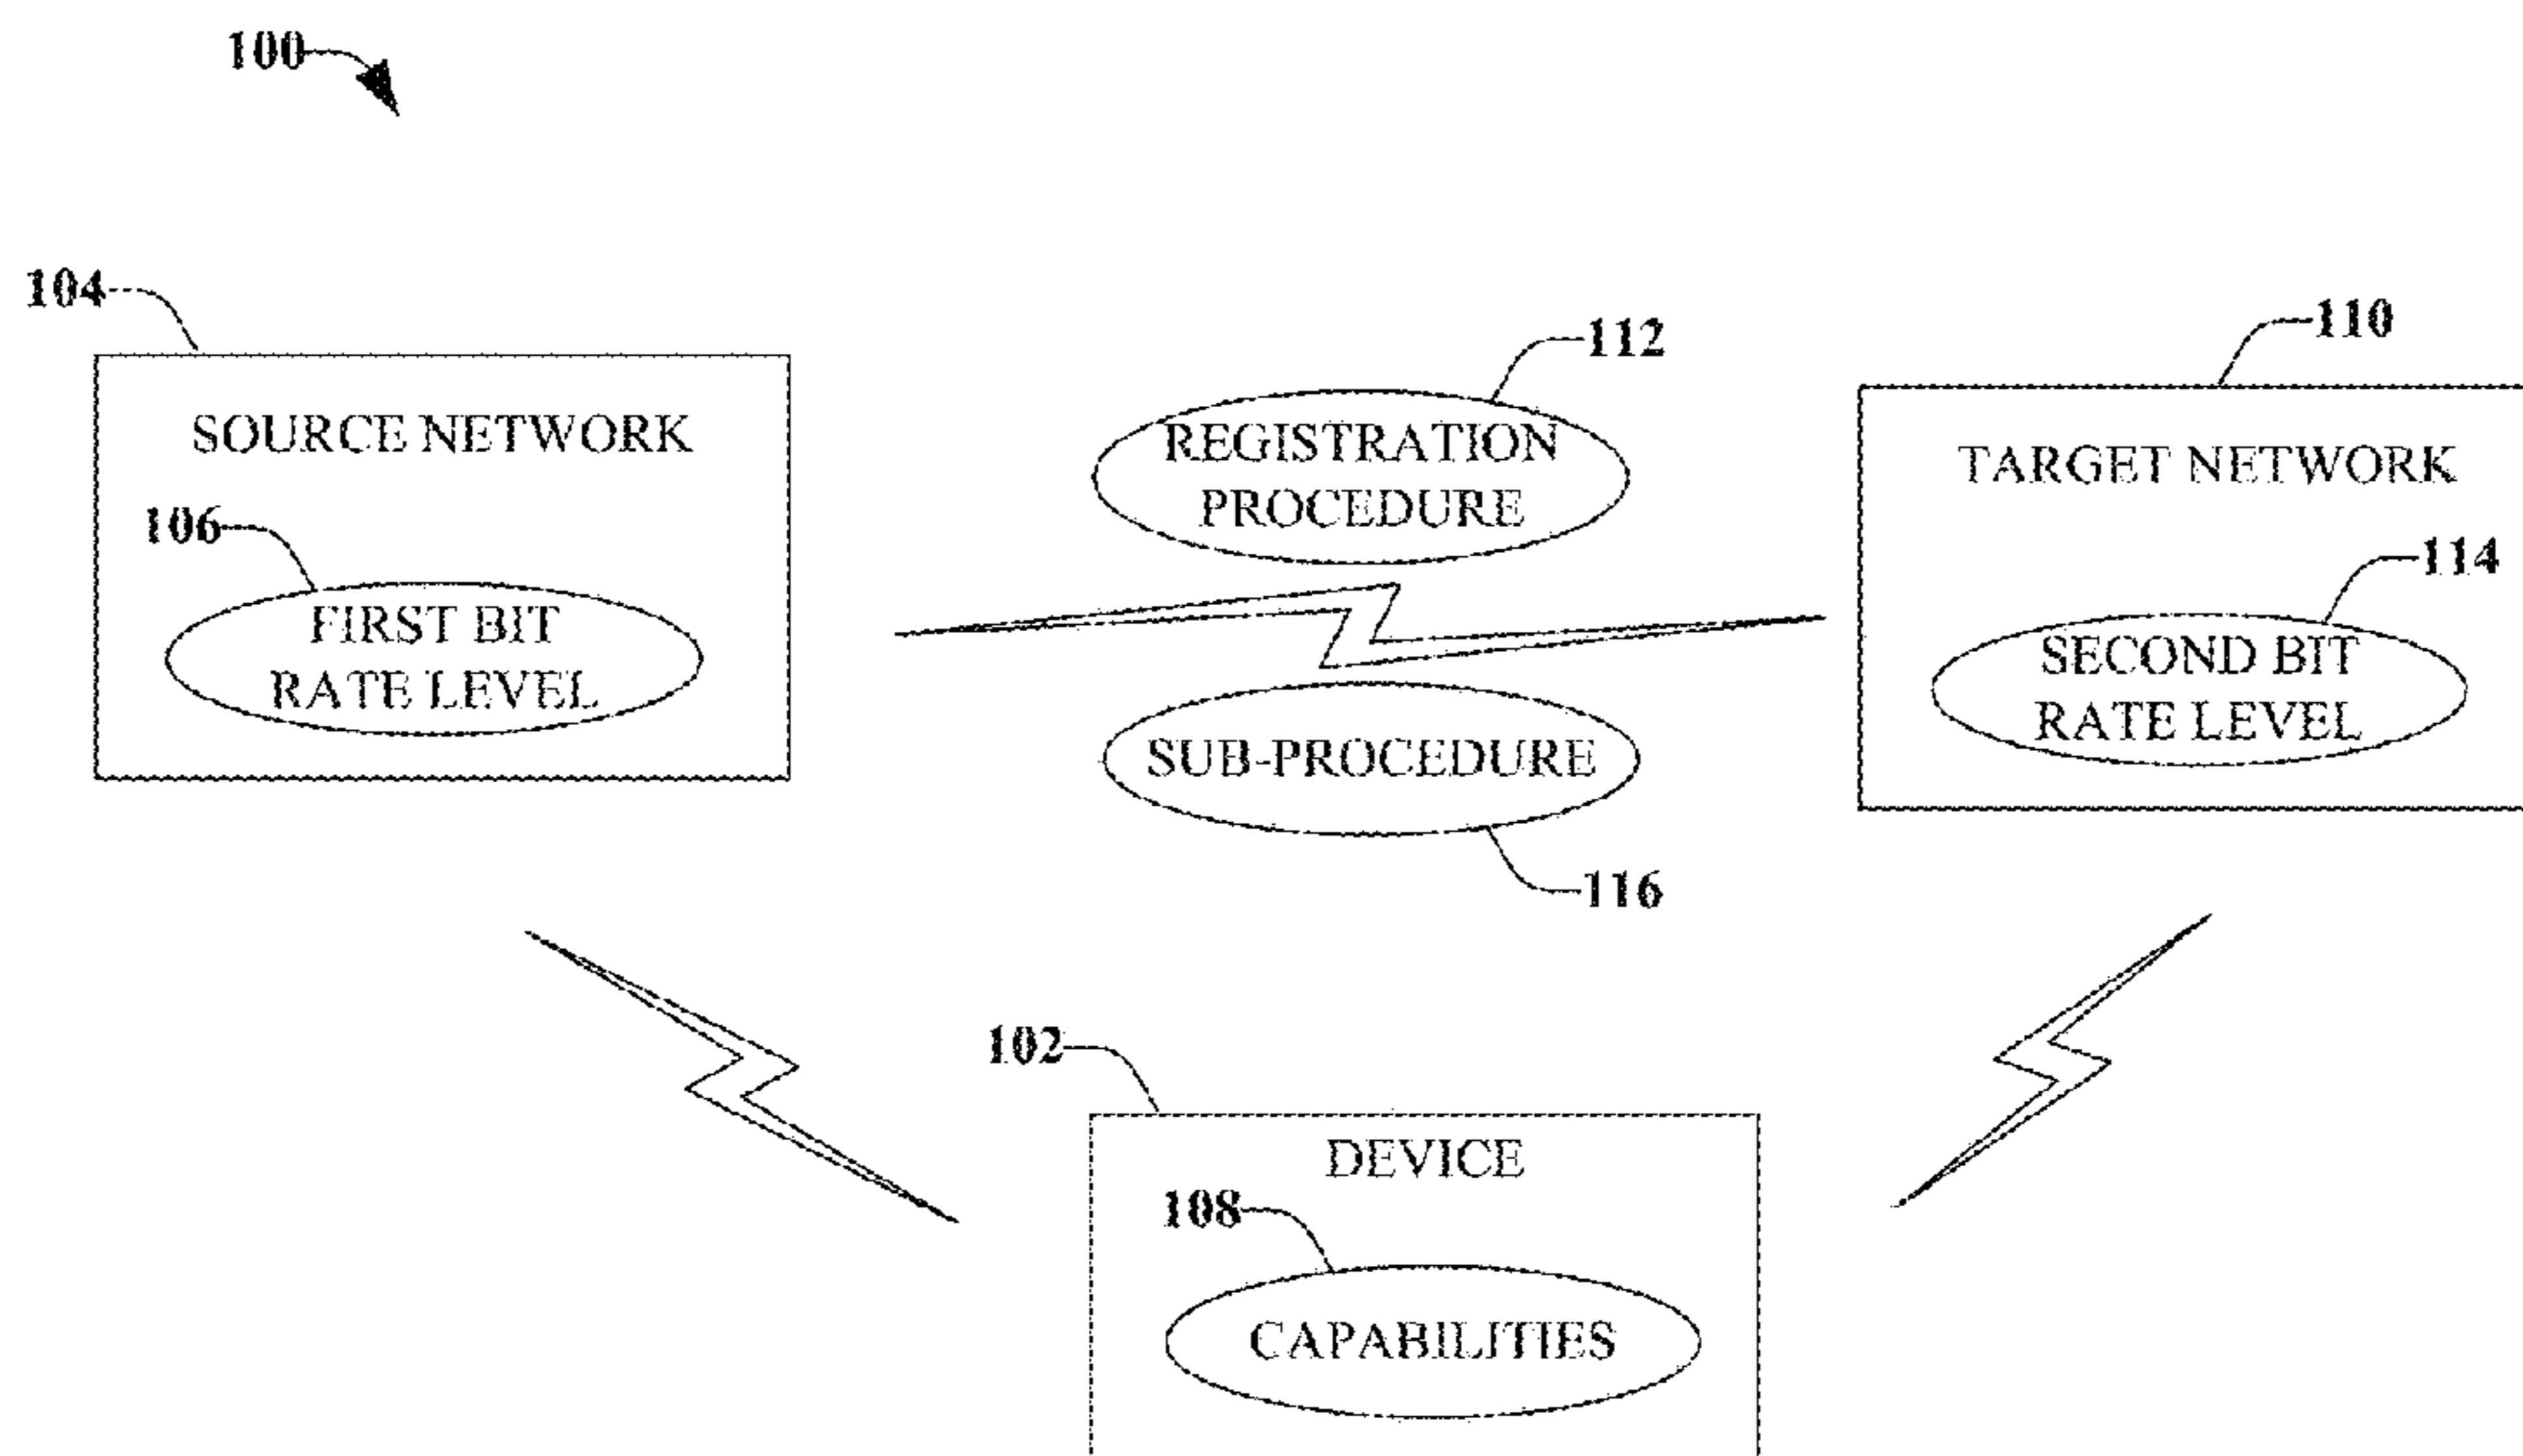 100
104
SOURCE NETWORK
106
FIRST BIT
RATE LEVEL
112
REGISTRATION
PROCEDURE
SUB-PROCEDURE
116
110
TARGET NETWORK
114
SECOND BIT
RATE LEVEL
102
DEVICE
108
CAPABILITIES